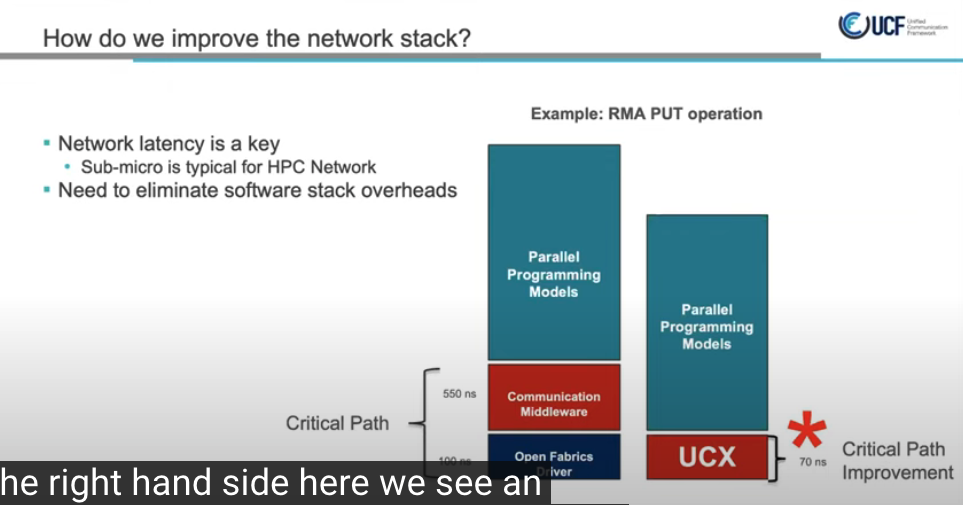 How do we improve the network stack?
UCF
Unified
Communication
Framework
Example: RMA PUT operation
Network latency is a key
Sub-micro is typical for HPC Network
Need to eliminate software stack overheads
Parallel
Programming
Models
Parallel
Programming
Models
550 ns
Communication
Middleware
Critical Path
100 ns
Open Fabrics
Driver
UCX
*
70 ns
Critical Path
Improvement
he right hand side here we see an